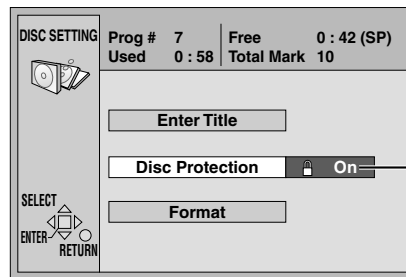 DISC SETTING
Prog # 7 Free 0 : 42 (SP)
Used 0 : 58 Total Mark 10
Enter Title
Disc Protection On
Format
SELECT
ENTER
RETURN